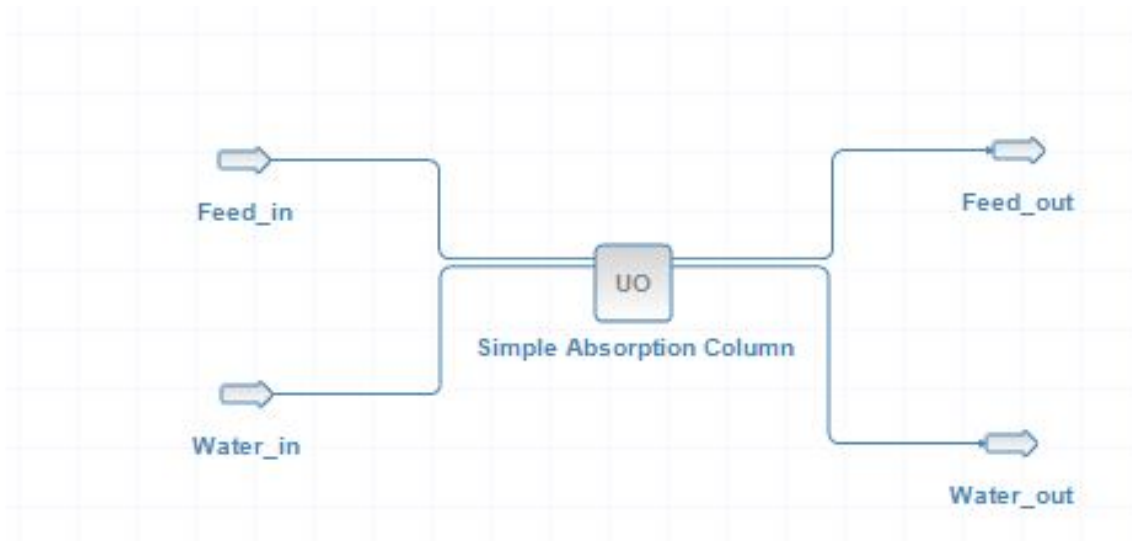 Feed_in
Feed_out
UO
Simple Absorption Column
Water_in
Water_out